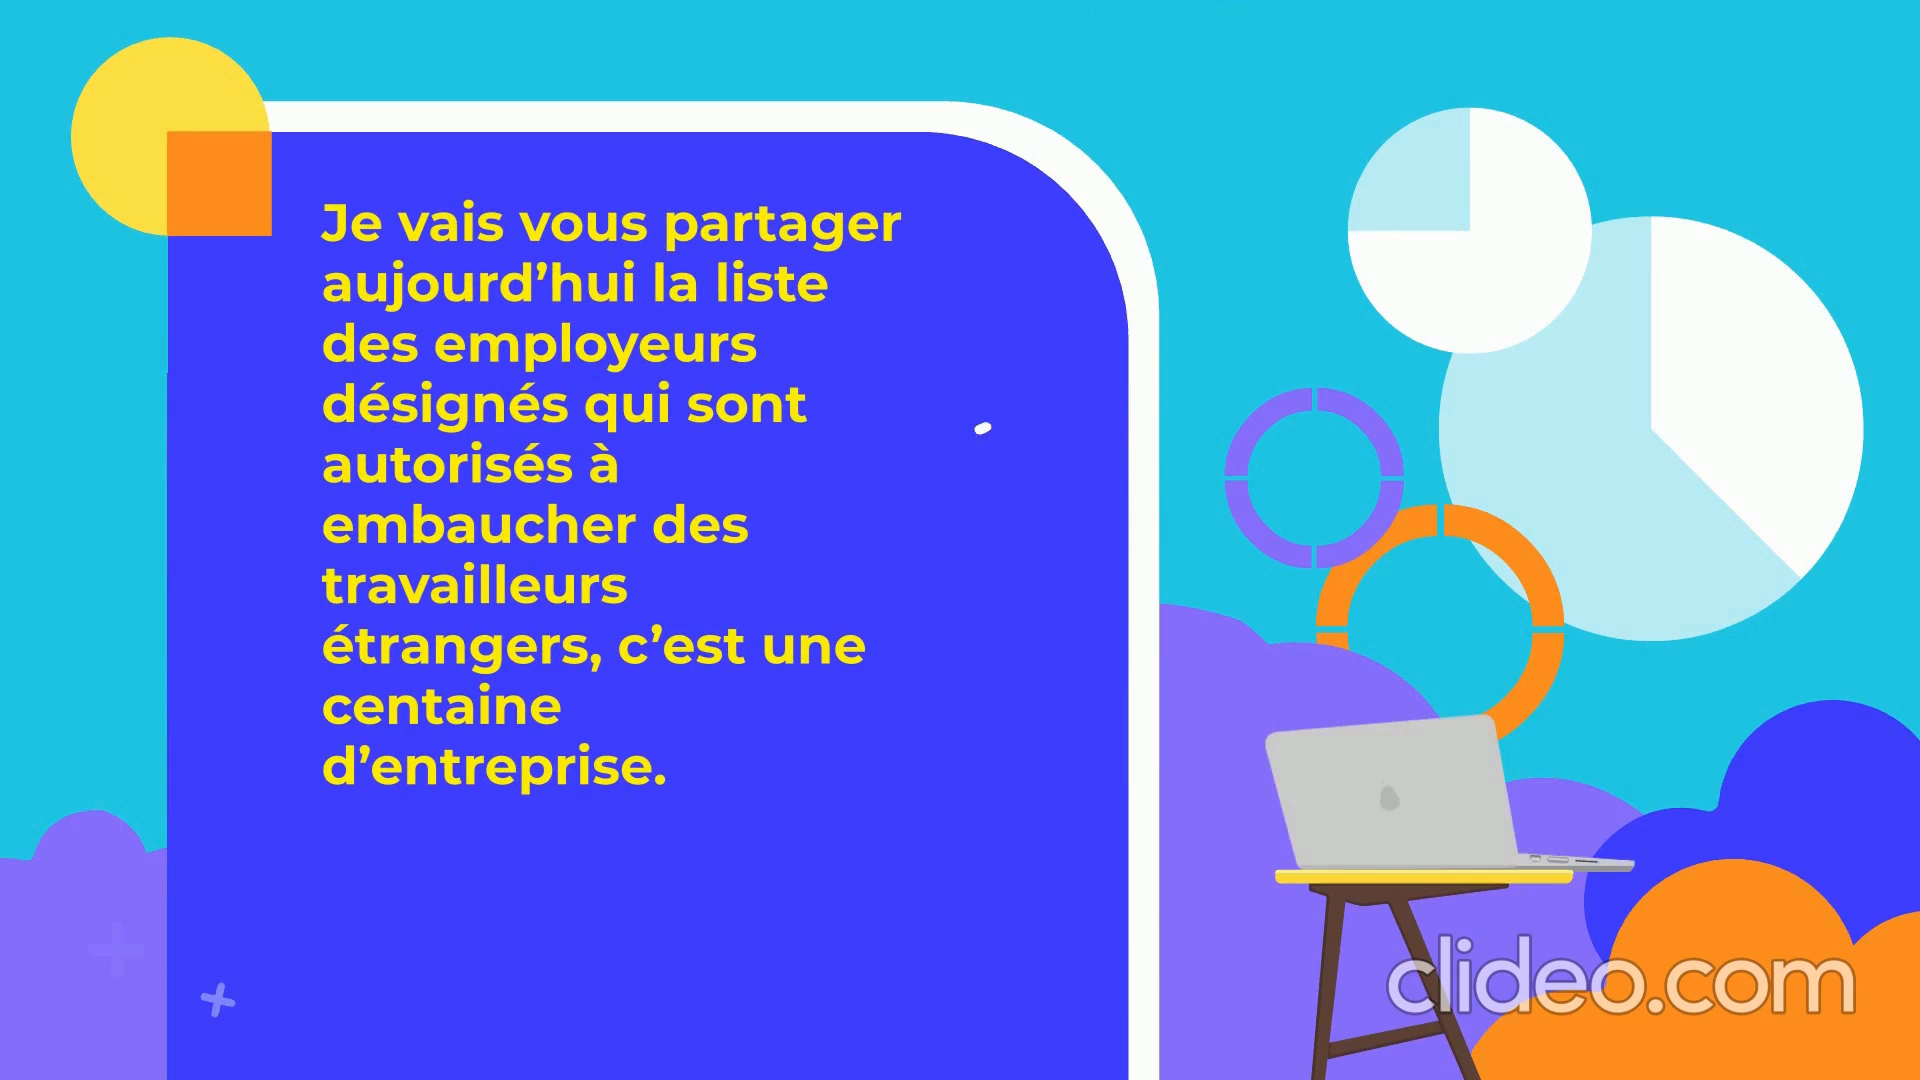 Je vais vous partager
aujourd’hui la liste
des employeurs
désignés qui sont
autorisés à
embaucher des
travailleurs
étrangers, c’est une
centaine
d’entreprise.
clideo.com